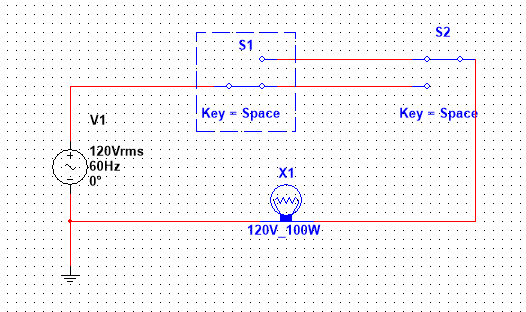 S1
S2
Key = Space
Key = Space
V1
120Vrms
60Hz
0°
X1
120V_100W